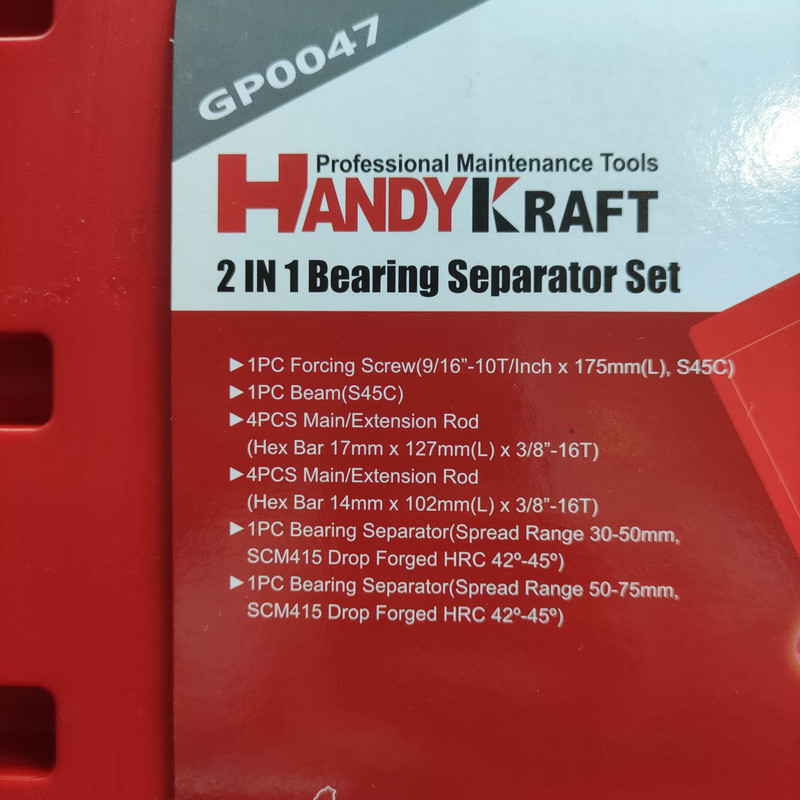 GP0047
Professional Maintenance Tools
HANDYKRAFT
2 IN 1 Bearing Separator Set
▶1PC Forcing Screw(9/16”-10T/Inch x 175mm(L), S45C)
▶1PC Beam(S45C)
▶4PCS Main/Extension Rod
(Hex Bar 17mm x 127mm(L) x 3/8”-16T)
▶4PCS Main/Extension Rod
(Hex Bar 14mm x 102mm(L) x 3/8”-16T)
▶1PC Bearing Separator(Spread Range 30-50mm,
SCM415 Drop Forged HRC 42º-45º)
▶1PC Bearing Separator(Spread Range 50-75mm,
SCM415 Drop Forged HRC 42º-45º)